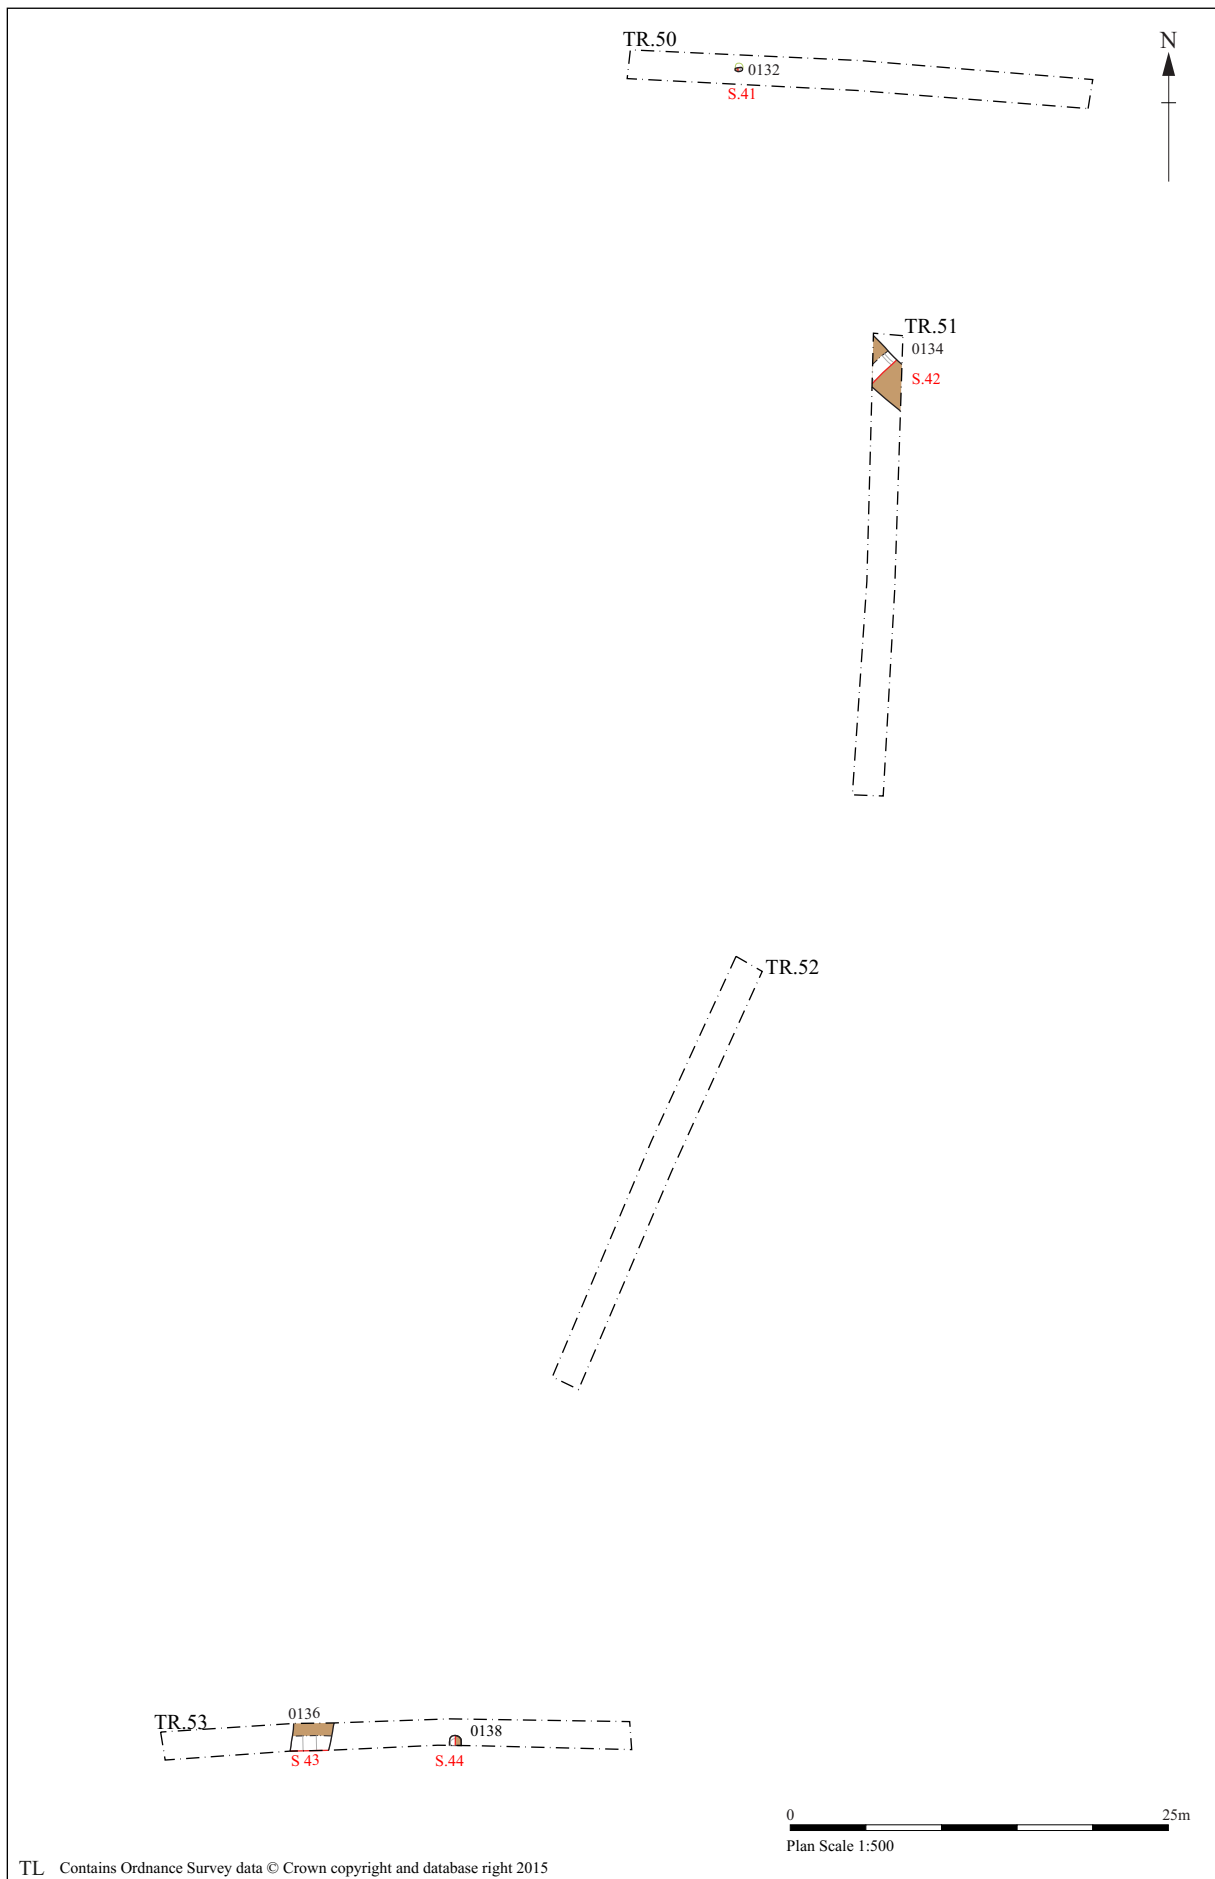 TR.50
N
0132
S.41
TR.51
0134
S.42
TR.52
TR.53
0136
0138
S 43
S.44
0 25m
Plan Scale 1:500
TL Contains Ordnance Survey data © Crown copyright and database right 2015